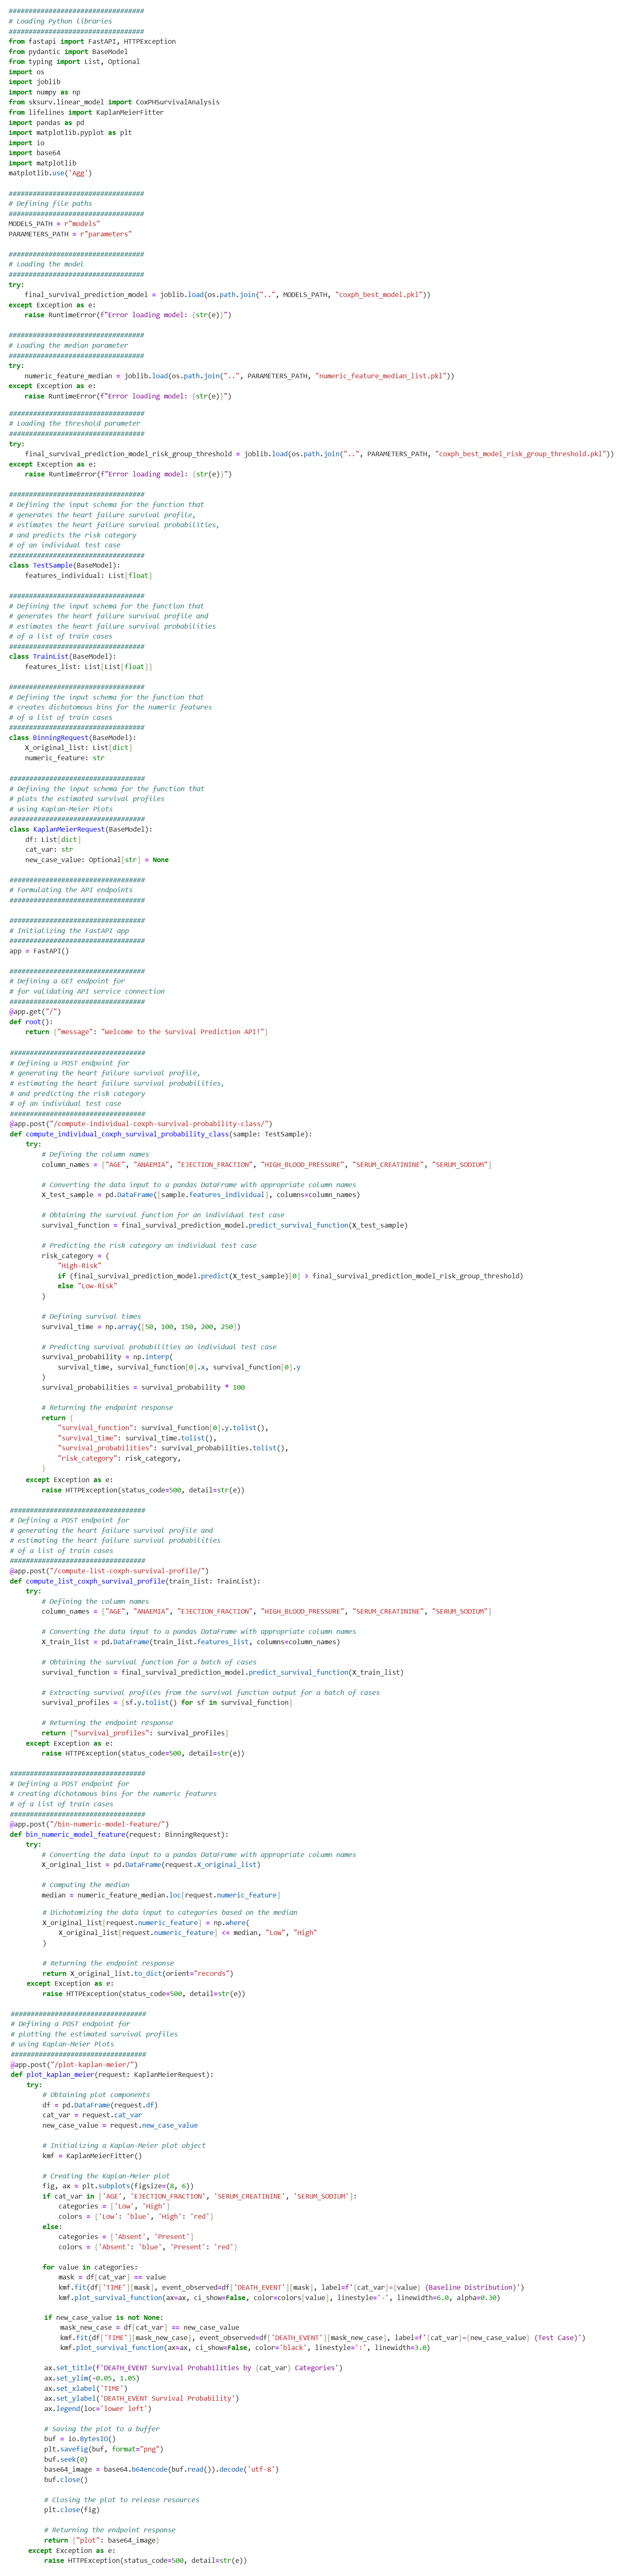 ##################################
# Loading Python libraries
##################################
from fastapi import FastAPI, HTTPException
from pydantic import BaseModel
from typing import List, Optional
import os
import joblib
import numpy as np
from sksurv.linear_model import CoxPHSurvivalAnalysis
from lifelines import KaplanMeierFitter
import pandas as pd
import matplotlib.pyplot as plt
import io
import base64
import matplotlib
matplotlib.use('Agg')

##################################
# Defining file paths
##################################
MODELS_PATH = r"models"
PARAMETERS_PATH = r"parameters"

##################################
# Loading the model
##################################
try:
    final_survival_prediction_model = joblib.load(os.path.join("..", MODELS_PATH, "coxph_best_model.pkl"))
except Exception as e:
    raise RuntimeError(f"Error loading model: {str(e)}")

##################################
# Loading the median parameter
##################################
try:
    numeric_feature_median = joblib.load(os.path.join("..", PARAMETERS_PATH, "numeric_feature_median_list.pkl"))
except Exception as e:
    raise RuntimeError(f"Error loading model: {str(e)}")

##################################
# Loading the threshold parameter
##################################
try:
    final_survival_prediction_model_risk_group_threshold = joblib.load(os.path.join("..", PARAMETERS_PATH, "coxph_best_model_risk_group_threshold.pkl"))
except Exception as e:
    raise RuntimeError(f"Error loading model: {str(e)}")

##################################
# Defining the input schema for the function that
# generates the heart failure survival profile,
# estimates the heart failure survival probabilities,
# and predicts the risk category
# of an individual test case
##################################
class TestSample(BaseModel):
    features_individual: List[float]

##################################
# Defining the input schema for the function that
# generates the heart failure survival profile and
# estimates the heart failure survival probabilities
# of a list of train cases
##################################
class TrainList(BaseModel):
    features_list: List[List[float]]

##################################
# Defining the input schema for the function that
# creates dichotomous bins for the numeric features
# of a list of train cases
##################################
class BinningRequest(BaseModel):
    X_original_list: List[dict]
    numeric_feature: str

##################################
# Defining the input schema for the function that
# plots the estimated survival profiles
# using Kaplan-Meier Plots
##################################
class KaplanMeierRequest(BaseModel):
    df: List[dict]
    cat_var: str
    new_case_value: Optional[str] = None

##################################
# Formulating the API endpoints
##################################

##################################
# Initializing the FastAPI app
##################################
app = FastAPI()

##################################
# Defining a GET endpoint for
# for validating API service connection
##################################
@app.get("/")
def root():
    return {"message": "Welcome to the Survival Prediction API!"}

##################################
# Defining a POST endpoint for
# generating the heart failure survival profile,
# estimating the heart failure survival probabilities,
# and predicting the risk category
# of an individual test case
##################################
@app.post("/compute-individual-coxph-survival-probability-class/")
def compute_individual_coxph_survival_probability_class(sample: TestSample):
    try:
        # Defining the column names
        column_names = ["AGE", "ANAEMIA", "EJECTION_FRACTION", "HIGH_BLOOD_PRESSURE", "SERUM_CREATININE", "SERUM_SODIUM"]

        # Converting the data input to a pandas DataFrame with appropriate column names
        X_test_sample = pd.DataFrame([sample.features_individual], columns=column_names)

        # Obtaining the survival function for an individual test case
        survival_function = final_survival_prediction_model.predict_survival_function(X_test_sample)

        # Predicting the risk category an individual test case
        risk_category = (
            "High-Risk"
            if (final_survival_prediction_model.predict(X_test_sample)[0] > final_survival_prediction_model_risk_group_threshold)
            else "Low-Risk"
        )

        # Defining survival times
        survival_time = np.array([50, 100, 150, 200, 250])

        # Predicting survival probabilities an individual test case
        survival_probability = np.interp(
            survival_time, survival_function[0].x, survival_function[0].y
        )
        survival_probabilities = survival_probability * 100

        # Returning the endpoint response
        return {
            "survival_function": survival_function[0].y.tolist(),
            "survival_time": survival_time.tolist(),
            "survival_probabilities": survival_probabilities.tolist(),
            "risk_category": risk_category,
        }
    except Exception as e:
        raise HTTPException(status_code=500, detail=str(e))

##################################
# Defining a POST endpoint for
# generating the heart failure survival profile and
# estimating the heart failure survival probabilities
# of a list of train cases
##################################
@app.post("/compute-list-coxph-survival-profile/")
def compute_list_coxph_survival_profile(train_list: TrainList):
    try:
        # Defining the column names
        column_names = ["AGE", "ANAEMIA", "EJECTION_FRACTION", "HIGH_BLOOD_PRESSURE", "SERUM_CREATININE", "SERUM_SODIUM"]

        # Converting the data input to a pandas DataFrame with appropriate column names
        X_train_list = pd.DataFrame(train_list.features_list, columns=column_names)

        # Obtaining the survival function for a batch of cases
        survival_function = final_survival_prediction_model.predict_survival_function(X_train_list)

        # Extracting survival profiles from the survival function output for a batch of cases
        survival_profiles = [sf.y.tolist() for sf in survival_function]

        # Returning the endpoint response
        return {"survival_profiles": survival_profiles}
    except Exception as e:
        raise HTTPException(status_code=500, detail=str(e))

##################################
# Defining a POST endpoint for
# creating dichotomous bins for the numeric features
# of a list of train cases
##################################
@app.post("/bin-numeric-model-feature/")
def bin_numeric_model_feature(request: BinningRequest):
    try:
        # Converting the data input to a pandas DataFrame with appropriate column names
        X_original_list = pd.DataFrame(request.X_original_list)

        # Computing the median
        median = numeric_feature_median.loc[request.numeric_feature]

        # Dichotomizing the data input to categories based on the median
        X_original_list[request.numeric_feature] = np.where(
            X_original_list[request.numeric_feature] <= median, "Low", "High"
        )

        # Returning the endpoint response
        return X_original_list.to_dict(orient="records")
    except Exception as e:
        raise HTTPException(status_code=500, detail=str(e))

##################################
# Defining a POST endpoint for
# plotting the estimated survival profiles
# using Kaplan-Meier Plots
##################################
@app.post("/plot-kaplan-meier/")
def plot_kaplan_meier(request: KaplanMeierRequest):
    try:
        # Obtaining plot components
        df = pd.DataFrame(request.df)
        cat_var = request.cat_var
        new_case_value = request.new_case_value

        # Initializing a Kaplan-Meier plot object
        kmf = KaplanMeierFitter()

        # Creating the Kaplan-Meier plot
        fig, ax = plt.subplots(figsize=(8, 6))
        if cat_var in ['AGE', 'EJECTION_FRACTION', 'SERUM_CREATININE', 'SERUM_SODIUM']:
            categories = ['Low', 'High']
            colors = {'Low': 'blue', 'High': 'red'}
        else:
            categories = ['Absent', 'Present']
            colors = {'Absent': 'blue', 'Present': 'red'}

        for value in categories:
            mask = df[cat_var] == value
            kmf.fit(df['TIME'][mask], event_observed=df['DEATH_EVENT'][mask], label=f'{cat_var}={value} (Baseline Distribution)')
            kmf.plot_survival_function(ax=ax, ci_show=False, color=colors[value], linestyle='-', linewidth=6.0, alpha=0.30)

        if new_case_value is not None:
            mask_new_case = df[cat_var] == new_case_value
            kmf.fit(df['TIME'][mask_new_case], event_observed=df['DEATH_EVENT'][mask_new_case], label=f'{cat_var}={new_case_value} (Test Case)')
            kmf.plot_survival_function(ax=ax, ci_show=False, color='black', linestyle=':', linewidth=3.0)

        ax.set_title(f'DEATH_EVENT Survival Probabilities by {cat_var} Categories')
        ax.set_ylim(-0.05, 1.05)
        ax.set_xlabel('TIME')
        ax.set_ylabel('DEATH_EVENT Survival Probability')
        ax.legend(loc='lower left')

        # Saving the plot to a buffer
        buf = io.BytesIO()
        plt.savefig(buf, format="png")
        buf.seek(0)
        base64_image = base64.b64encode(buf.read()).decode('utf-8')
        buf.close()

        # Closing the plot to release resources
        plt.close(fig)

        # Returning the endpoint response
        return {"plot": base64_image}
    except Exception as e:
        raise HTTPException(status_code=500, detail=str(e))